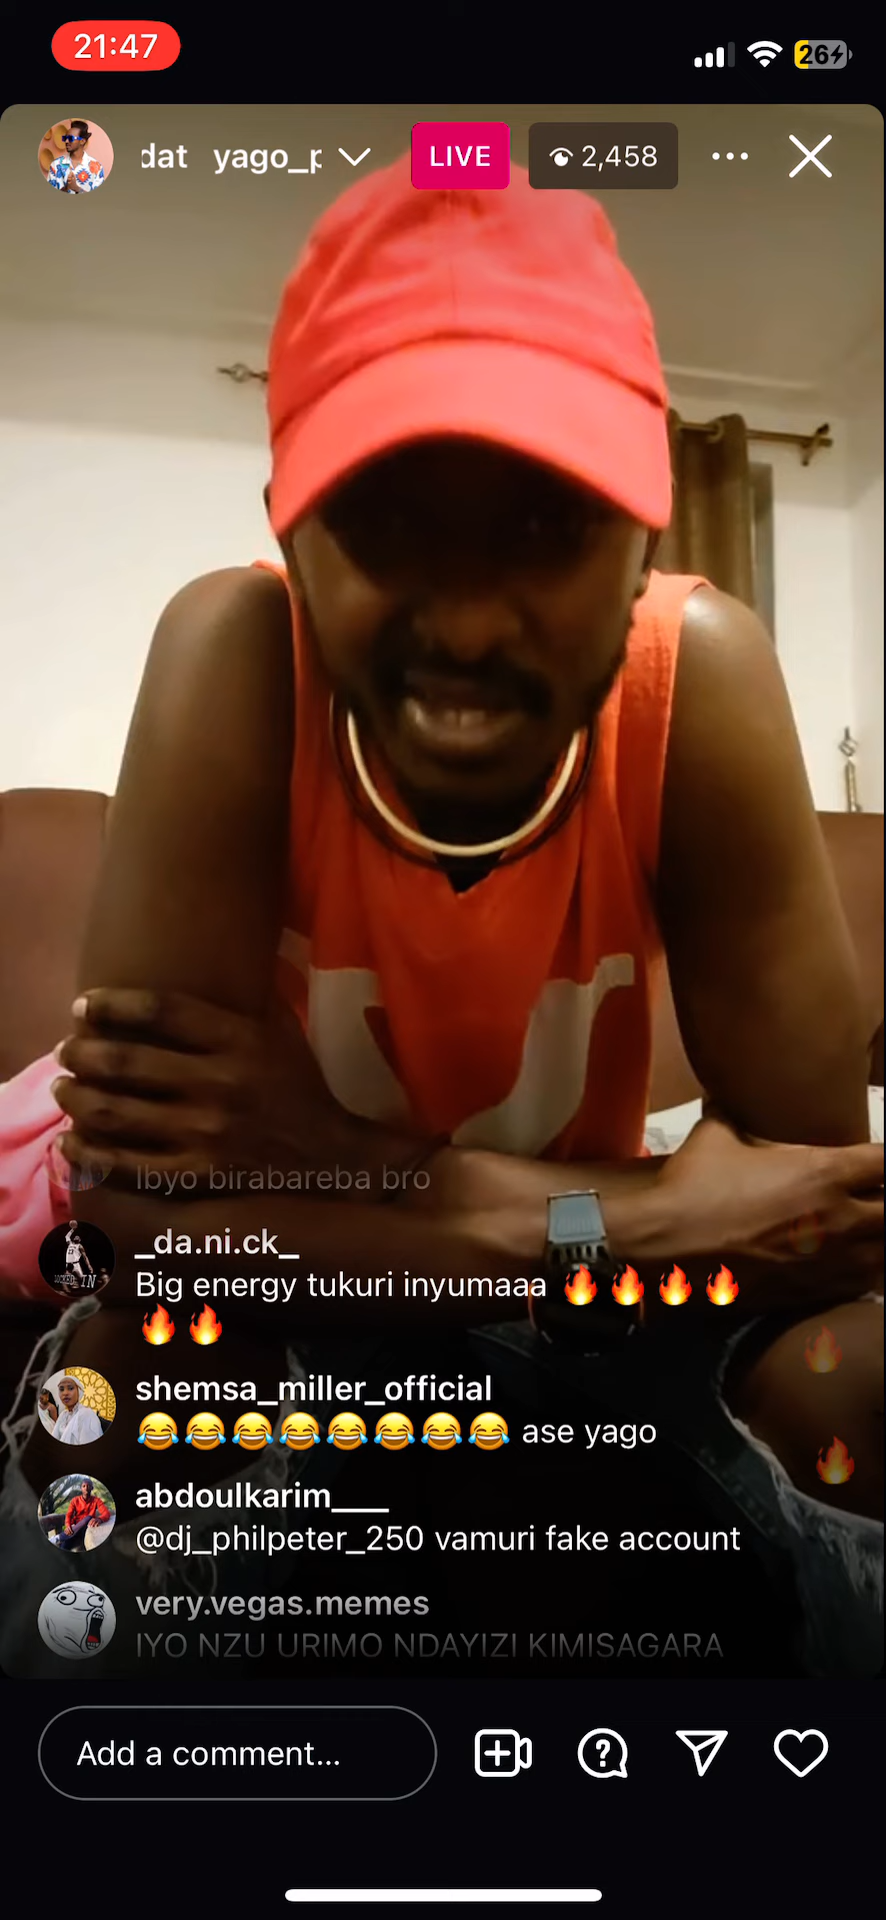 21:47
26
dat yago_p
LIVE
2,458
Ibyo birabareba bro
_da.ni.ck_
Big energy tukuri inyumaaa 🔥🔥🔥🔥
🔥🔥
shemsa_miller_official
😂😂😂😂😂😂😂😂 ase yago
abdoulkarim___
@dj_philpeter_250 vamuri fake account
very.vegas.memes
IYO NZU URIMO NDAYIZI KIMISAGARA
Add a comment...